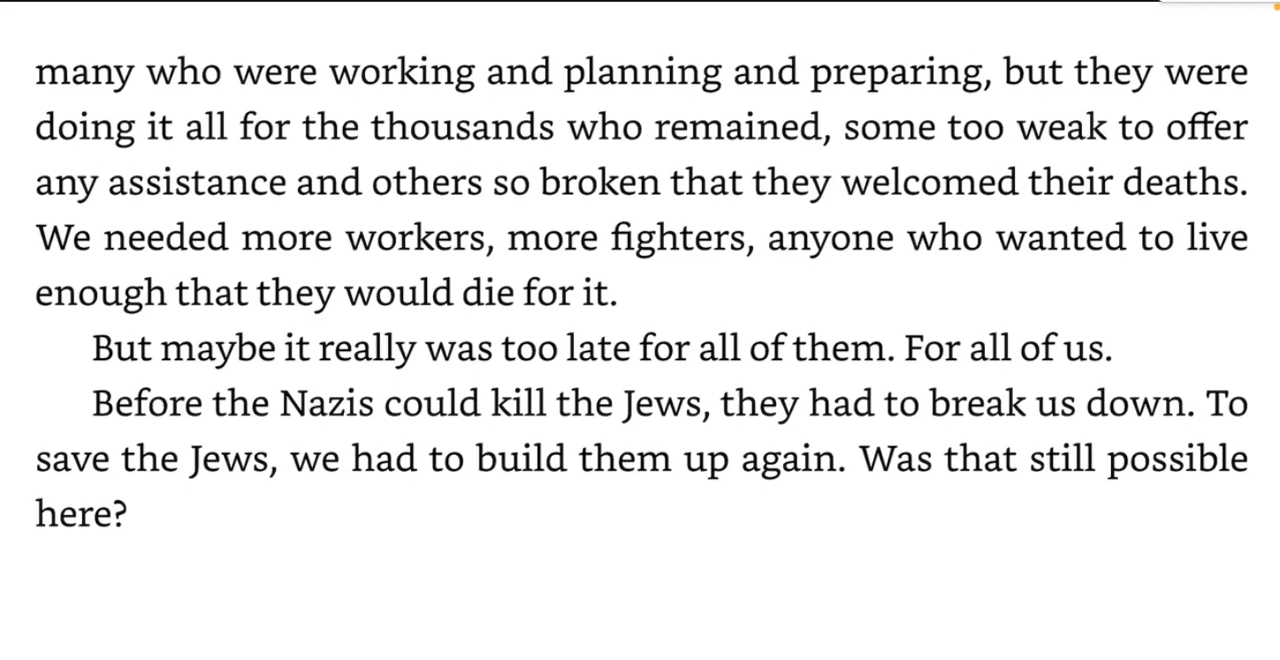 many who were working and planning and preparing, but they were
doing it all for the thousands who remained, some too weak to offer
any assistance and others so broken that they welcomed their deaths.
We needed more workers, more fighters, anyone who wanted to live
enough that they would die for it.
But maybe it really was too late for all of them. For all of us.
Before the Nazis could kill the Jews, they had to break us down. To
save the Jews, we had to build them up again. Was that still possible
here?